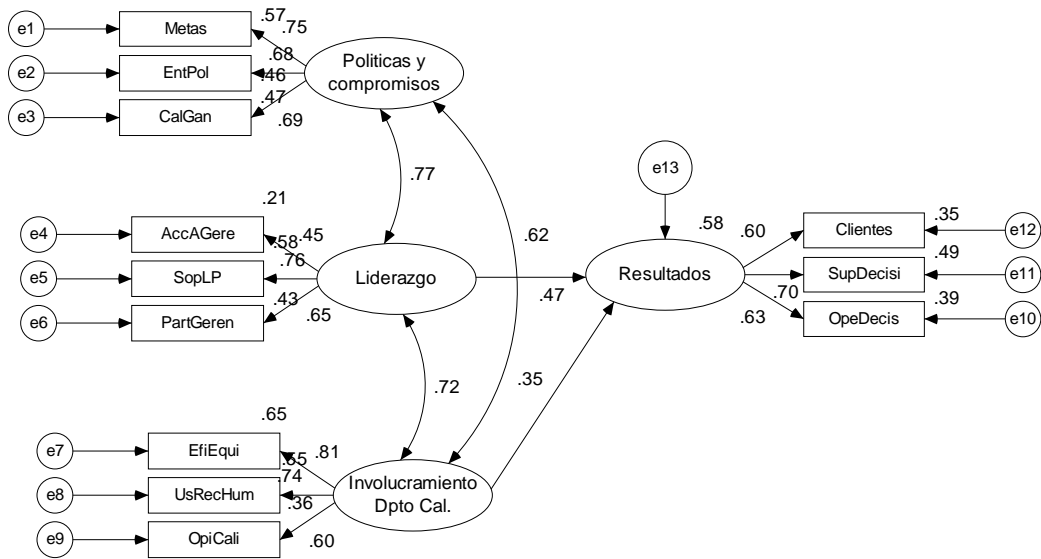 e1
Metas
.57
.75
e2
EntPol
.68
.46
e3
CalGan
.47
.69
Politicas y
compromisos
.77
.62
e13
.21
e4
AccAGere
.45
.58
e5
SopLP
.76
e6
PartGeren
.43
.65
Liderazgo
.47
Resultados
.58
.60
Clientes
.35
e12
SupDecisi
.49
e11
.70
OpeDecis
.39
e10
.63
.72
.35
.65
e7
EfiEqui
.81
.55
e8
UsRecHum
.74
.36
e9
OpiCali
.60
Involucramiento
Dpto Cal.